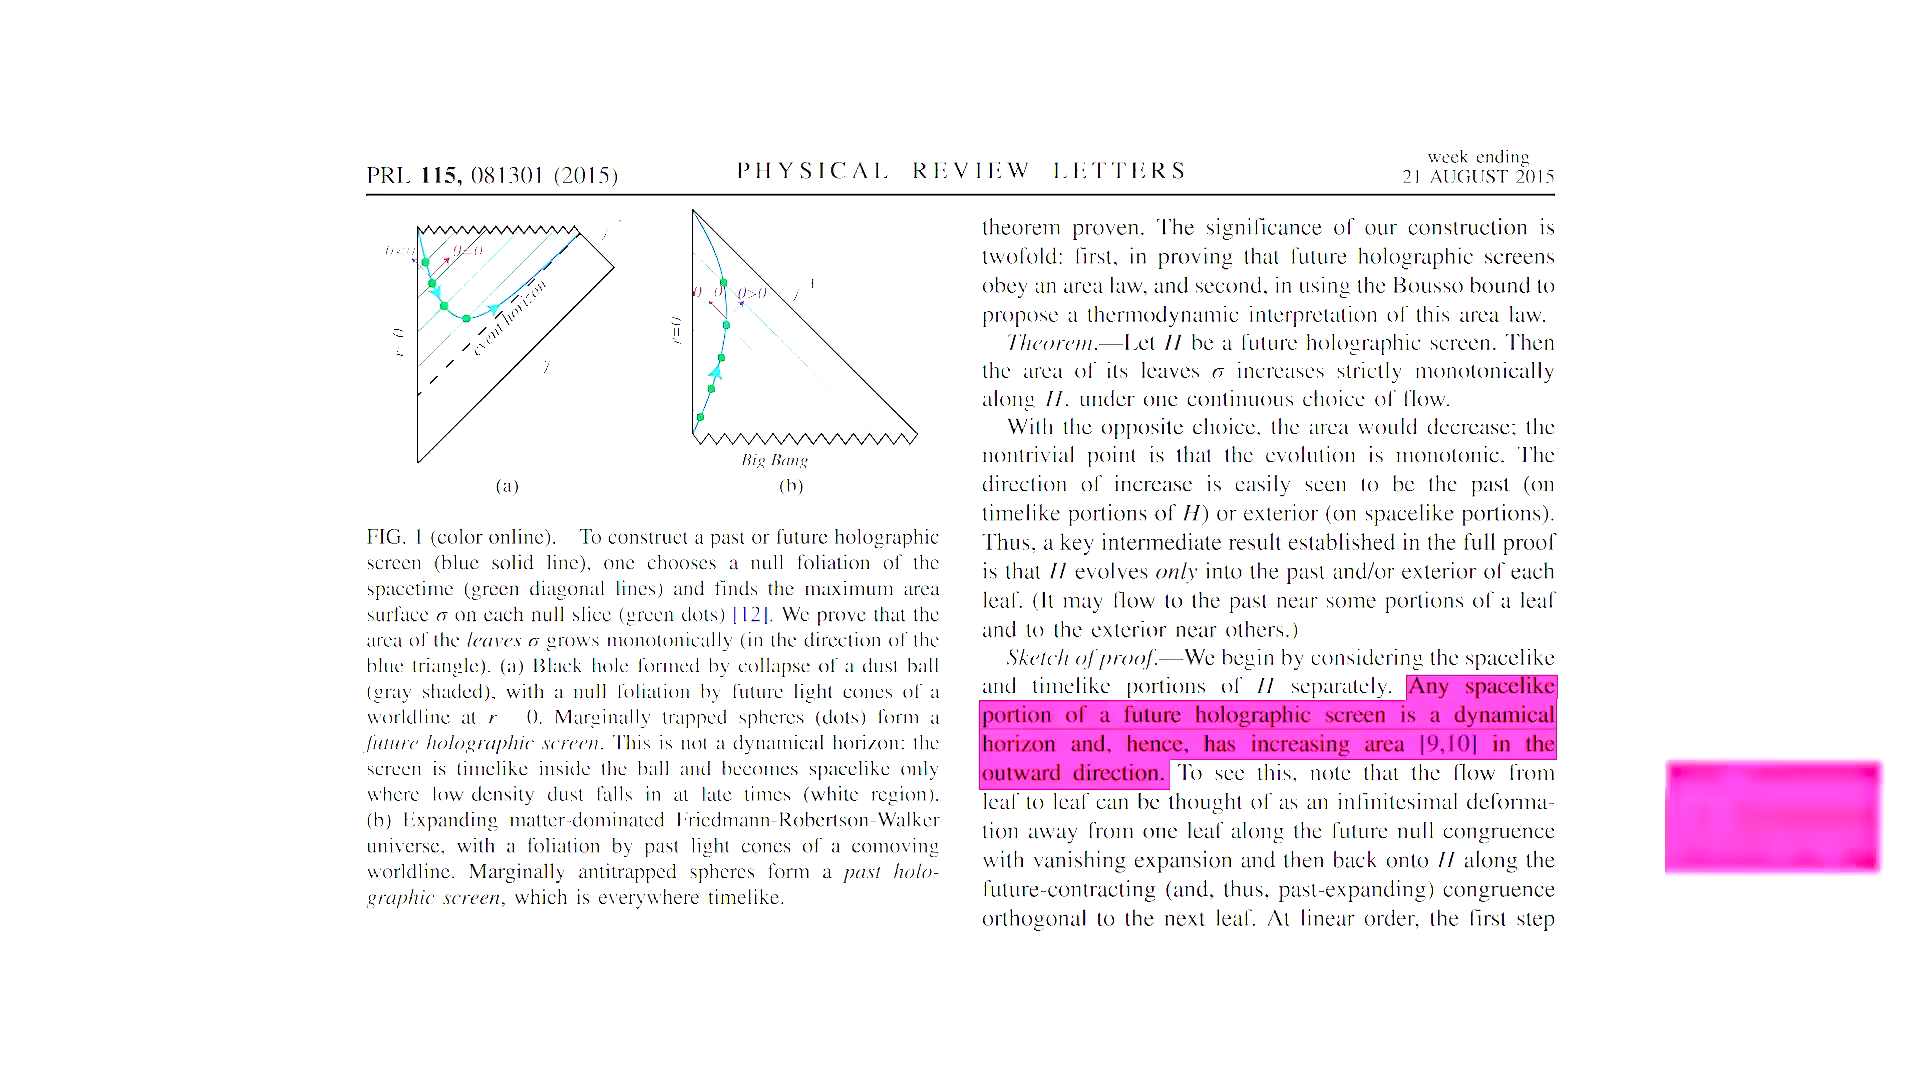 PRL 115, 081301 (2015)
PHYSICAL REVIEW LETTERS
week ending
21 AUGUST 2015
event horizon
(a)
r=0
θ>0
Big Bang
(b)
FIG. 1 (color online). To construct a past or future holographic
screen (blue solid line), one chooses a null foliation of the
spacetime (green diagonal lines) and finds the maximum area
surface σ on each null slice (green dots) [12]. We prove that the
area of the leaves σ grows monotonically (in the direction of the
blue triangle). (a) Black hole formed by collapse of a dust ball
(gray shaded), with a null foliation by future light cones of a
worldline at r 0. Marginally trapped spheres (dots) form a
future holographic screen. This is not a dynamical horizon: the
screen is timelike inside the ball and becomes spacelike only
where low density dust falls in at late times (white region).
(b) Expanding matter-dominated Friedmann-Robertson-Walker
universe, with a foliation by past light cones of a comoving
worldline. Marginally antitrapped spheres form a past holo-
graphic screen, which is everywhere timelike.
theorem proven. The significance of our construction is
twofold: first, in proving that future holographic screens
obey an area law, and second, in using the Bousso bound to
propose a thermodynamic interpretation of this area law.
Theorem.—Let H be a future holographic screen. Then
the area of its leaves σ increases strictly monotonically
along H, under one continuous choice of flow.
With the opposite choice, the area would decrease; the
nontrivial point is that the evolution is monotonic. The
direction of increase is easily seen to be the past (on
timelike portions of H) or exterior (on spacelike portions).
Thus, a key intermediate result established in the full proof
is that H evolves only into the past and/or exterior of each
leaf. (It may flow to the past near some portions of a leaf
and to the exterior near others.)
Sketch of proof.—We begin by considering the spacelike
and timelike portions of H separately. Any spacelike
portion of a future holographic screen is a dynamical
horizon and, hence, has increasing area [9,10] in the
outward direction. To see this, note that the flow from
leaf to leaf can be thought of as an infinitesimal deforma-
tion away from one leaf along the future null congruence
with vanishing expansion and then back onto H along the
future-contracting (and, thus, past-expanding) congruence
orthogonal to the next leaf. At linear order, the first step